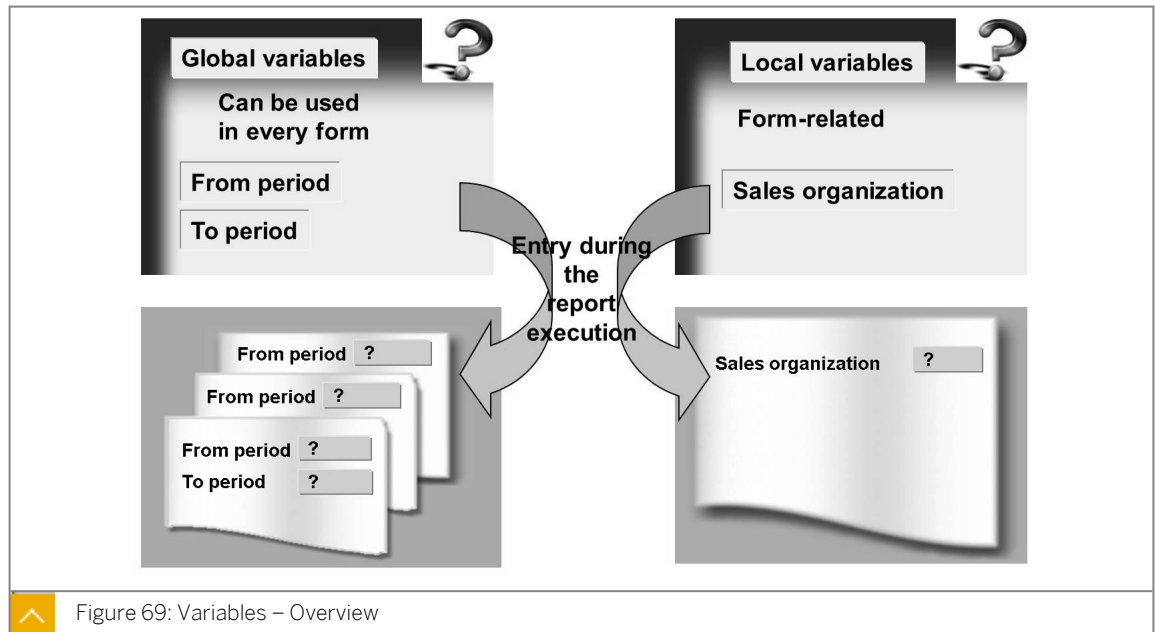 Global variables
Can be used
in every form
From period
To period
Local variables
Form-related
Sales organization
Entry during
the
report
execution
From period ?
From period ?
From period ?
To period ?
Sales organization ?
Figure 69: Variables – Overview